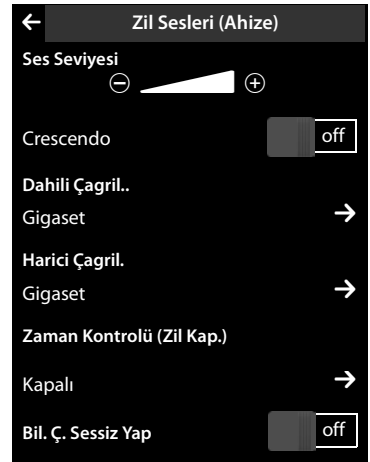 Zil Sesleri (Ahize)
Ses Seviyesi
Crescendo off
Dahili Çagril..
Gigaset
Harici Çagril.
Gigaset
Zaman Kontrolü (Zil Kap.)
Kapalı
Bil. Ç. Sessiz Yap off